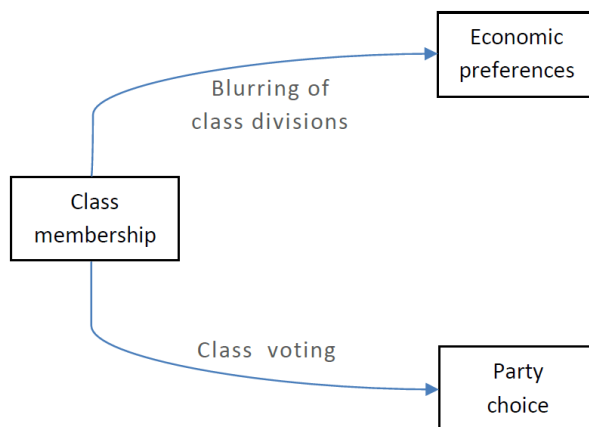 Economic
preferences
Blurring of
class divisions
Class
membership
Class voting
Party
choice